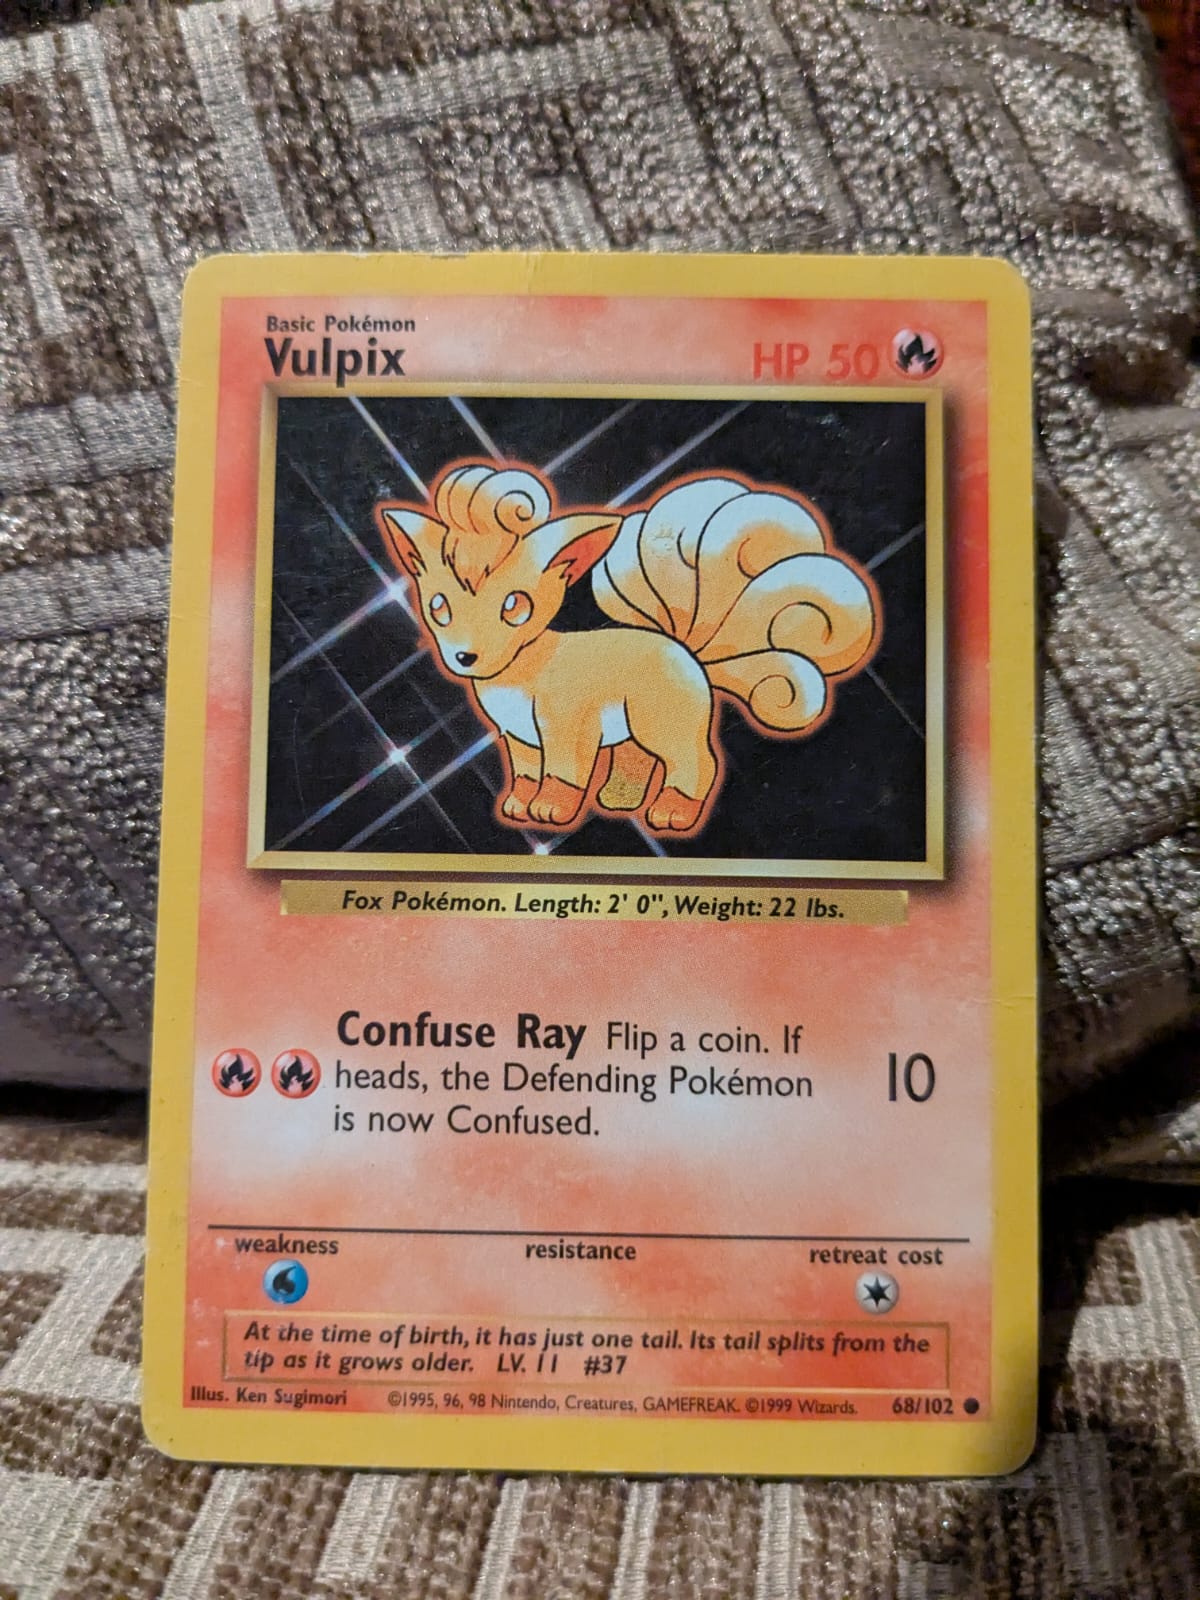 Basic Pokémon
Vulpix
HP 50
Fox Pokémon. Length: 2' 0", Weight: 22 lbs.
Confuse Ray Flip a coin. If
heads, the Defending Pokémon
is now Confused.
10
weakness resistance retreat cost
At the time of birth, it has just one tail. Its tail splits from the
tip as it grows older. LV. 11 #37
Illus. Ken Sugimori ©1995, 96, 98 Nintendo, Creatures, GAMEFREAK. ©1999 Wizards. 68/102